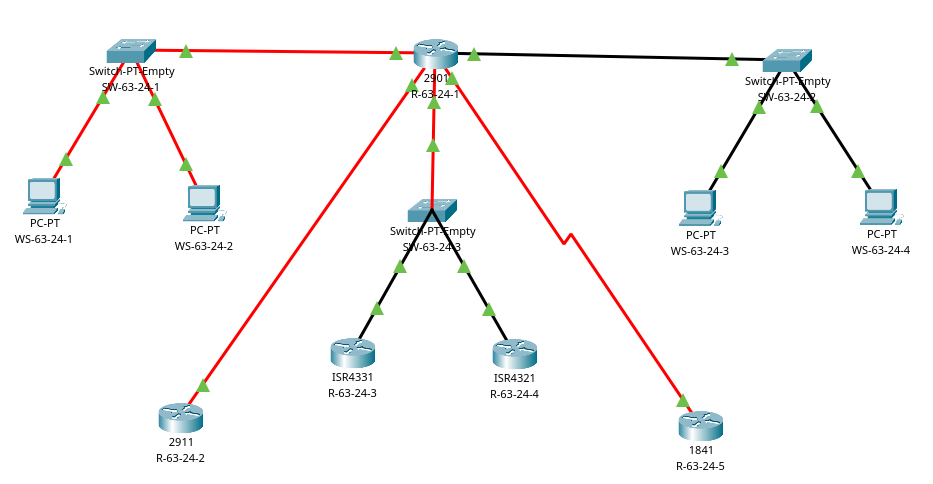 Switch-PT-Empty
SW-63-24-1
2901
R-63-24-1
Switch-PT-Empty
SW-63-24-2
PC-PT
WS-63-24-1
PC-PT
WS-63-24-2
Switch-PT-Empty
SW-63-24-3
PC-PT
WS-63-24-3
PC-PT
WS-63-24-4
ISR4331
R-63-24-3
ISR4321
R-63-24-4
2911
R-63-24-2
1841
R-63-24-5